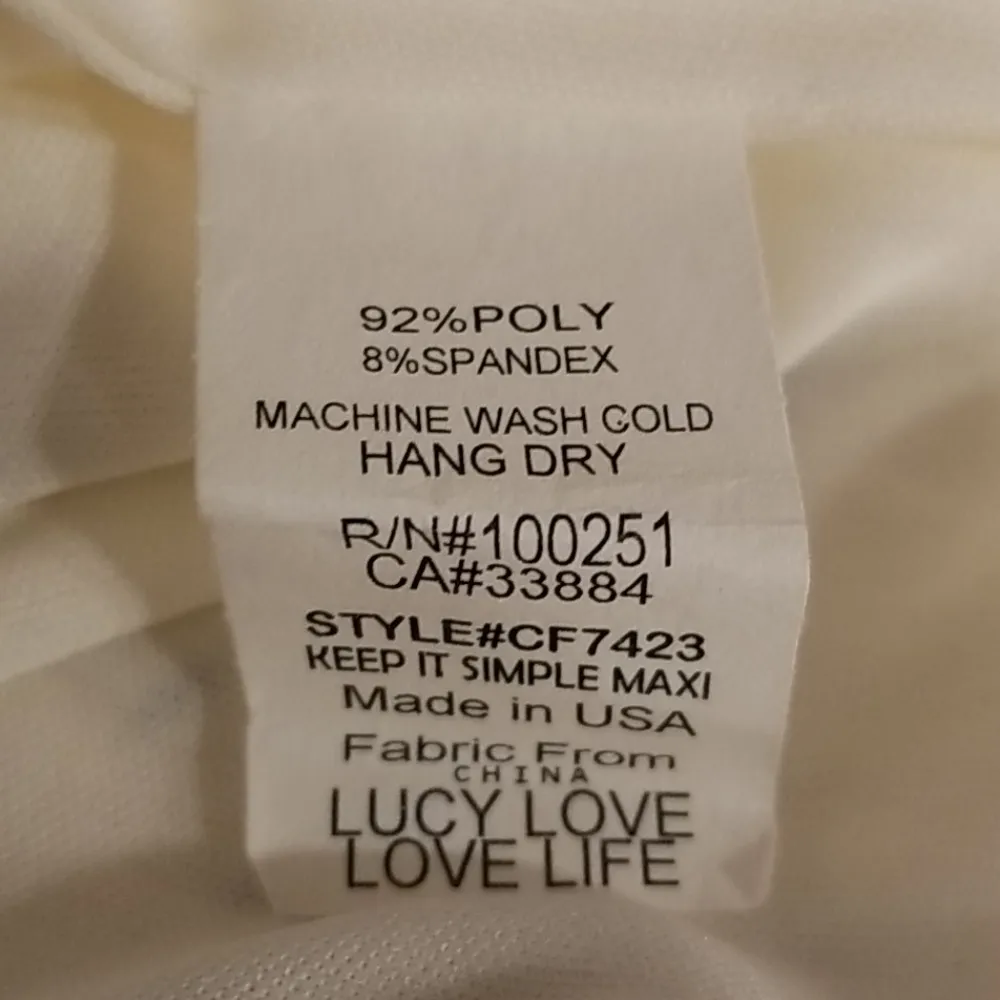 92%POLY
8%SPANDEX
MACHINE WASH COLD
HANG DRY
R/N#100251
CA#33884
STYLE#CF7423
KEEP IT SIMPLE MAXI
Made in USA
Fabric From
CHINA
LUCY LOVE
LOVE LIFE